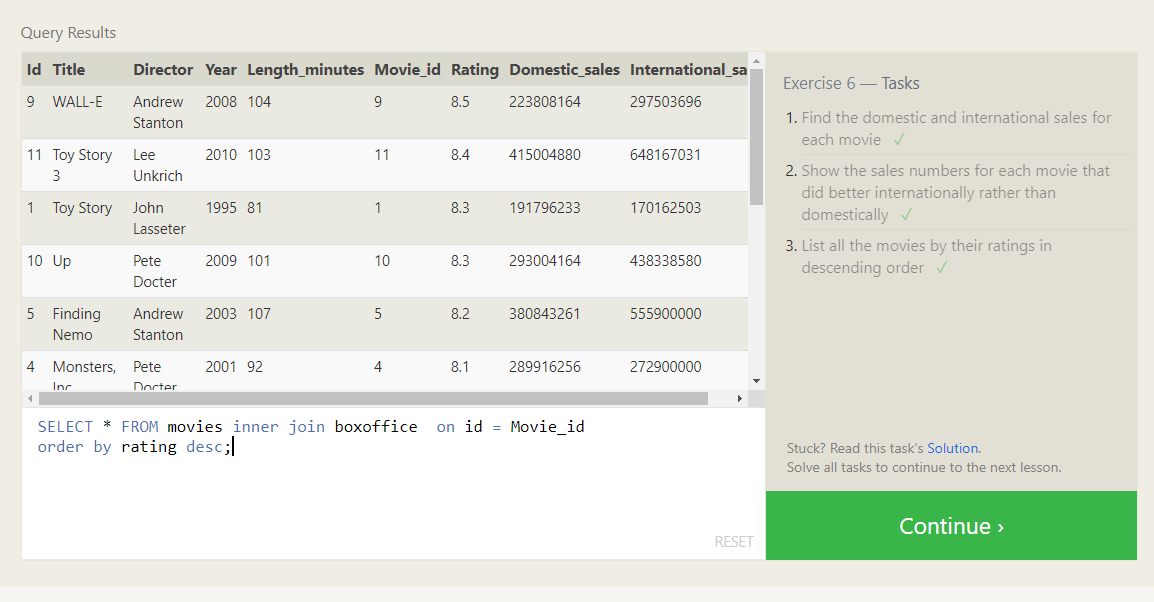 Query Results
Id Title Director Year Length_minutes Movie_id Rating Domestic_sales International_sa
9 WALL-E Andrew 2008 104 9 8.5 223808164 297503696
Stanton
11 Toy Story Lee 2010 103 11 8.4 415004880 648167031
3 Unkrich
1 Toy Story John 1995 81 1 8.3 191796233 170162503
Lasseter
10 Up Pete 2009 101 10 8.3 293004164 438338580
Docter
5 Finding Andrew 2003 107 5 8.2 380843261 555900000
Nemo Stanton
4 Monsters, Pete 2001 92 4 8.1 289916256 272900000
Inc. Docter
SELECT * FROM movies inner join boxoffice  on id = Movie_id
order by rating desc;
RESET
Exercise 6 — Tasks
1. Find the domestic and international sales for
each movie ✓
2. Show the sales numbers for each movie that
did better internationally rather than
domestically ✓
3. List all the movies by their ratings in
descending order ✓
Stuck? Read this task's Solution.
Solve all tasks to continue to the next lesson.
Continue ›